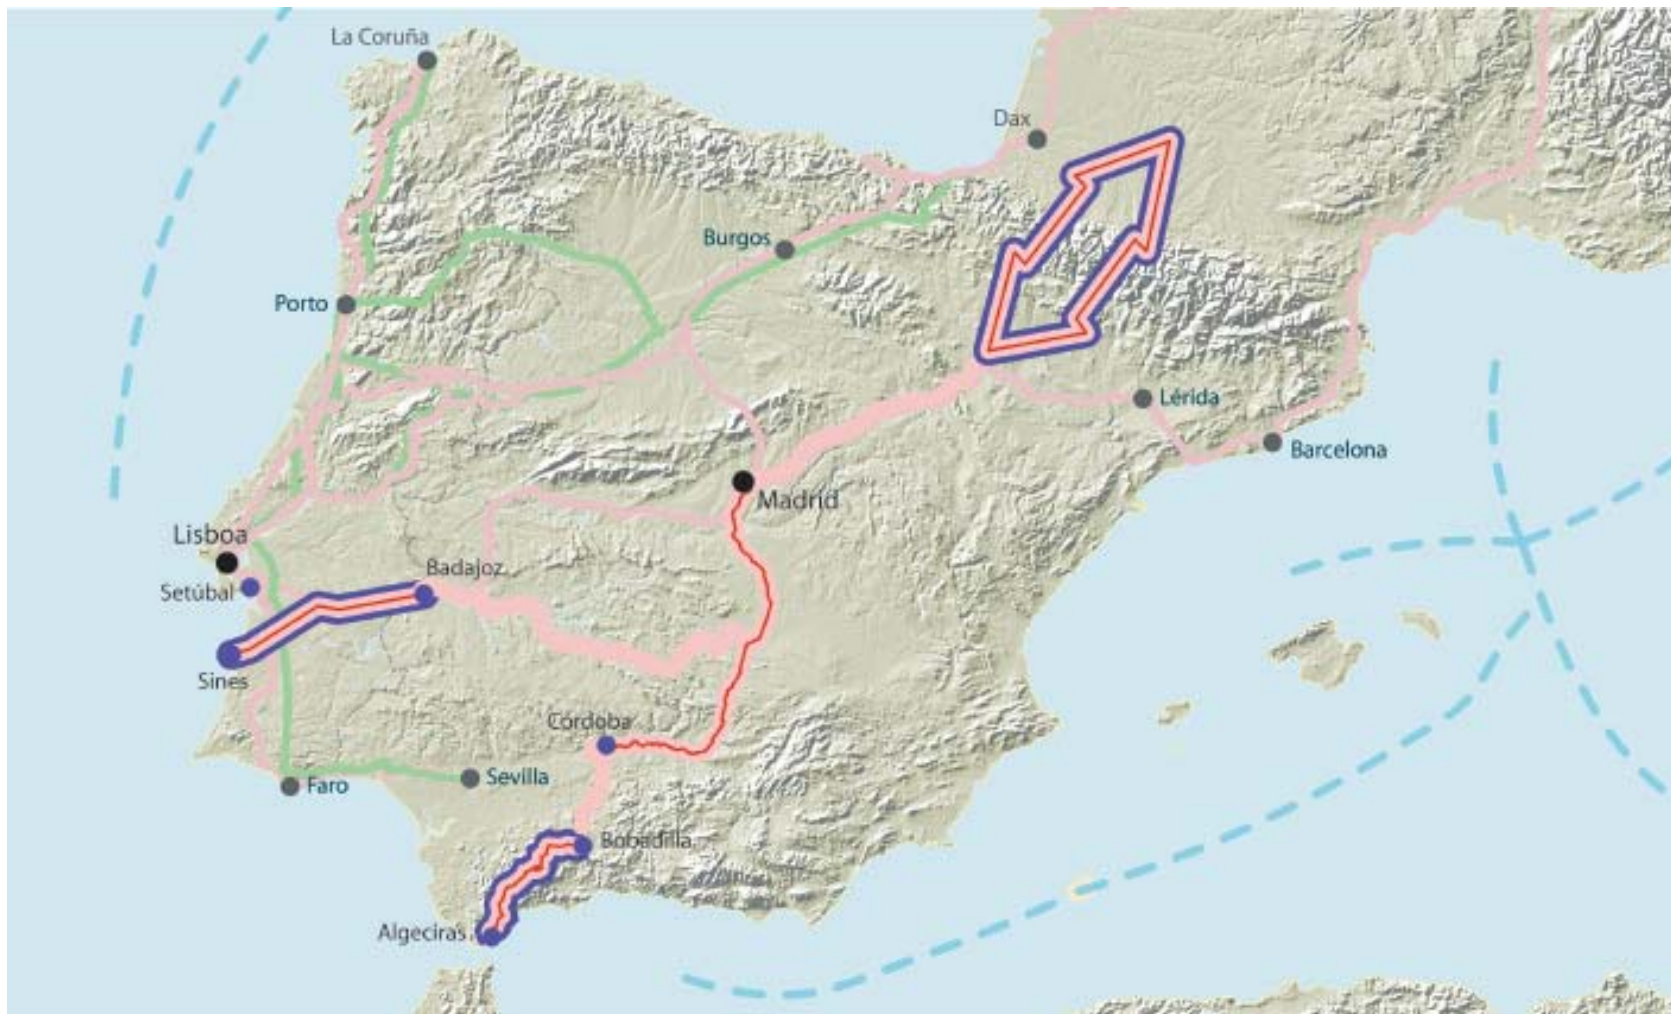 La Coruña
Dax
Burgos
Porto
Lérida
Barcelona
Madrid
Lisboa
Badajoz
Setúbal
Sines
Córdoba
Sevilla
Faro
Bobadilla
Algeciras